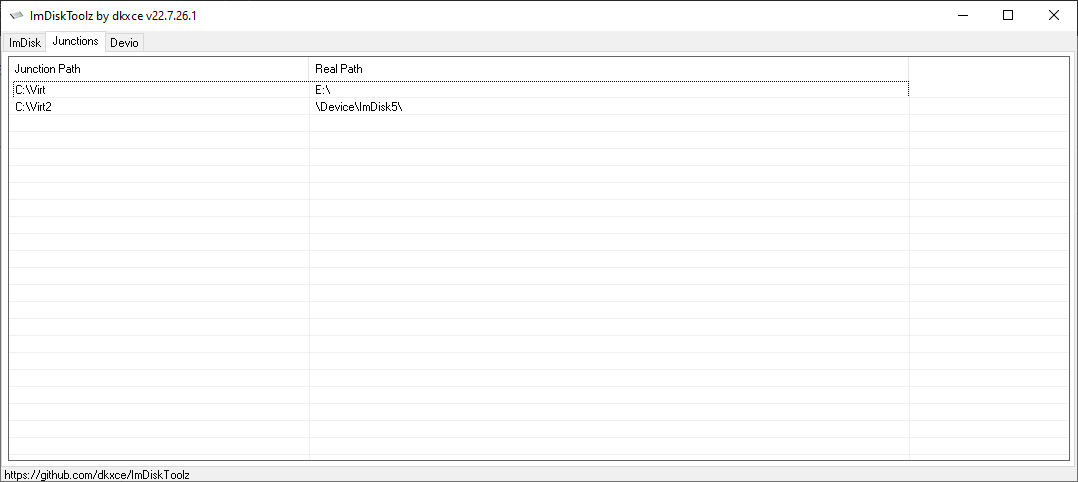 ImDiskToolz by dkxce v22.7.26.1
ImDisk Junctions Devio
Junction Path Real Path
C:\Virt E:\
C:\Virt2 \Device\ImDisk5\
https://github.com/dkxce/ImDiskToolz